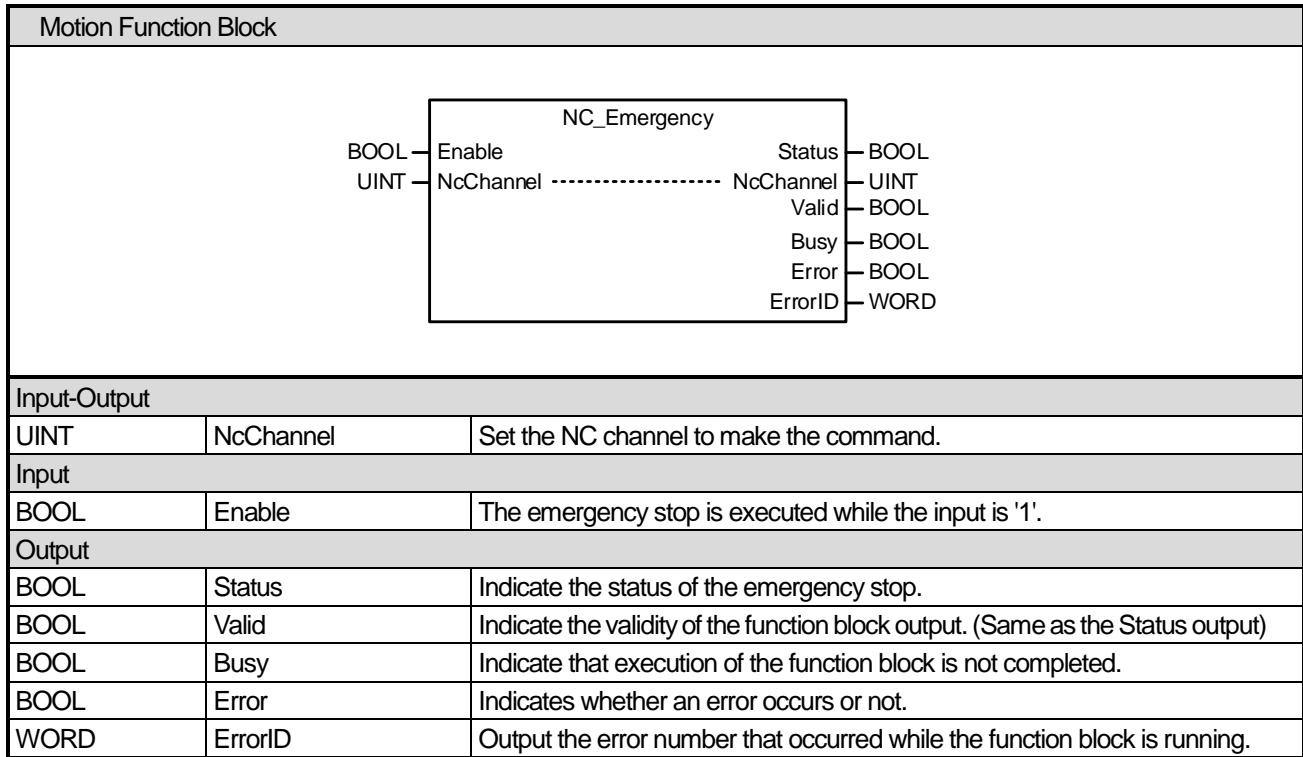 Motion Function Block
NC_Emergency
BOOL Enable Status BOOL
UINT NcChannel NcChannel UINT
Valid BOOL
Busy BOOL
Error BOOL
ErrorID WORD
Input-Output
UINT NcChannel Set the NC channel to make the command.
Input
BOOL Enable The emergency stop is executed while the input is '1'.
Output
BOOL Status Indicate the status of the emergency stop.
BOOL Valid Indicate the validity of the function block output. (Same as the Status output)
BOOL Busy Indicate that execution of the function block is not completed.
BOOL Error Indicates whether an error occurs or not.
WORD ErrorID Output the error number that occurred while the function block is running.